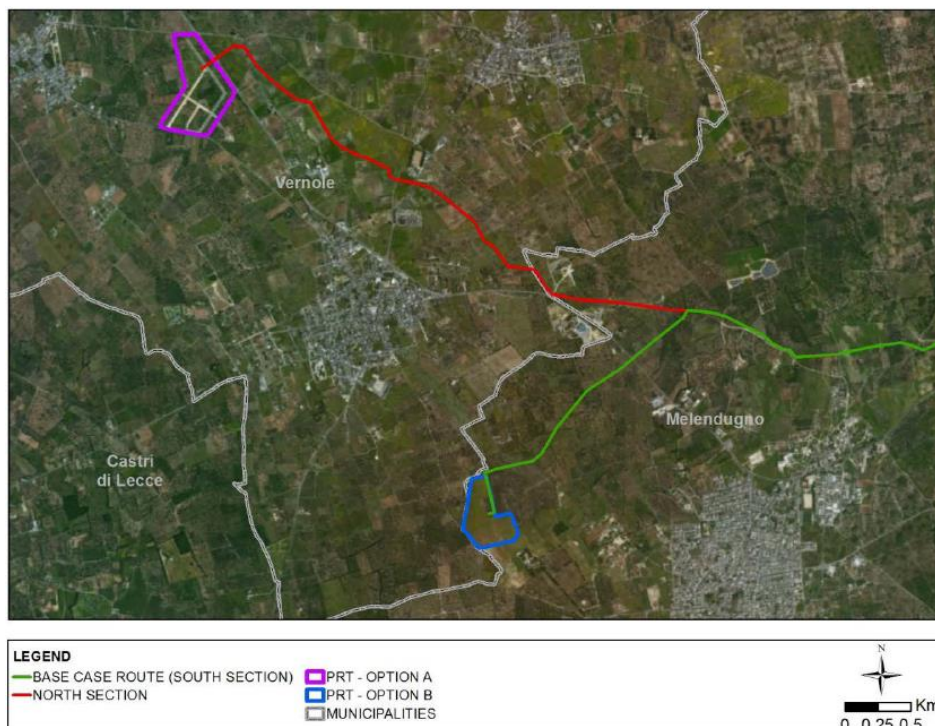 Vernole
Melendugno
Castri
di Lecce
LEGEND
BASE CASE ROUTE (SOUTH SECTION)
NORTH SECTION
PRT - OPTION A
PRT - OPTION B
MUNICIPALITIES
N
Km
0 0,25 0,5